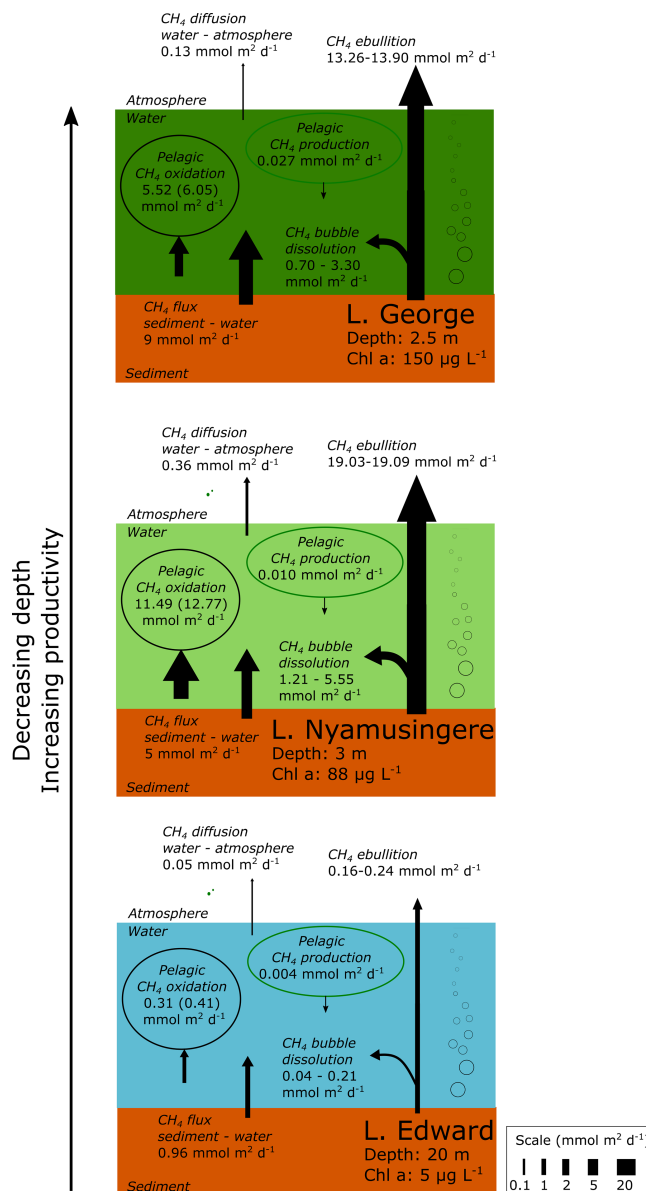 CH₄ diffusion
water - atmosphere
0.13 mmol m² d⁻¹
CH₄ ebullition
13.26-13.90 mmol m² d⁻¹
Atmosphere
Water
Pelagic
CH₄ oxidation
5.52 (6.05)
mmol m² d⁻¹
Pelagic
CH₄ production
0.027 mmol m² d⁻¹
CH₄ bubble
dissolution
0.70 - 3.30
mmol m² d⁻¹
CH₄ flux
sediment - water
9 mmol m² d⁻¹
L. George
Depth: 2.5 m
Chl a: 150 µg L⁻¹
Sediment
Decreasing depth
Increasing productivity
CH₄ diffusion
water - atmosphere
0.36 mmol m² d⁻¹
CH₄ ebullition
19.03-19.09 mmol m² d⁻¹
Atmosphere
Water
Pelagic
CH₄ oxidation
11.49 (12.77)
mmol m² d⁻¹
Pelagic
CH₄ production
0.010 mmol m² d⁻¹
CH₄ bubble
dissolution
1.21 - 5.55
mmol m² d⁻¹
CH₄ flux
sediment - water
5 mmol m² d⁻¹
L. Nyamusingere
Depth: 3 m
Chl a: 88 µg L⁻¹
Sediment
CH₄ diffusion
water - atmosphere
0.05 mmol m² d⁻¹
CH₄ ebullition
0.16-0.24 mmol m² d⁻¹
Atmosphere
Water
Pelagic
CH₄ oxidation
0.31 (0.41)
mmol m² d⁻¹
Pelagic
CH₄ production
0.004 mmol m² d⁻¹
CH₄ bubble
dissolution
0.04 - 0.21
mmol m² d⁻¹
CH₄ flux
sediment - water
0.96 mmol m² d⁻¹
L. Edward
Depth: 20 m
Chl a: 5 µg L⁻¹
Sediment
Scale (mmol m² d⁻¹)
0.1 1 2 5 20